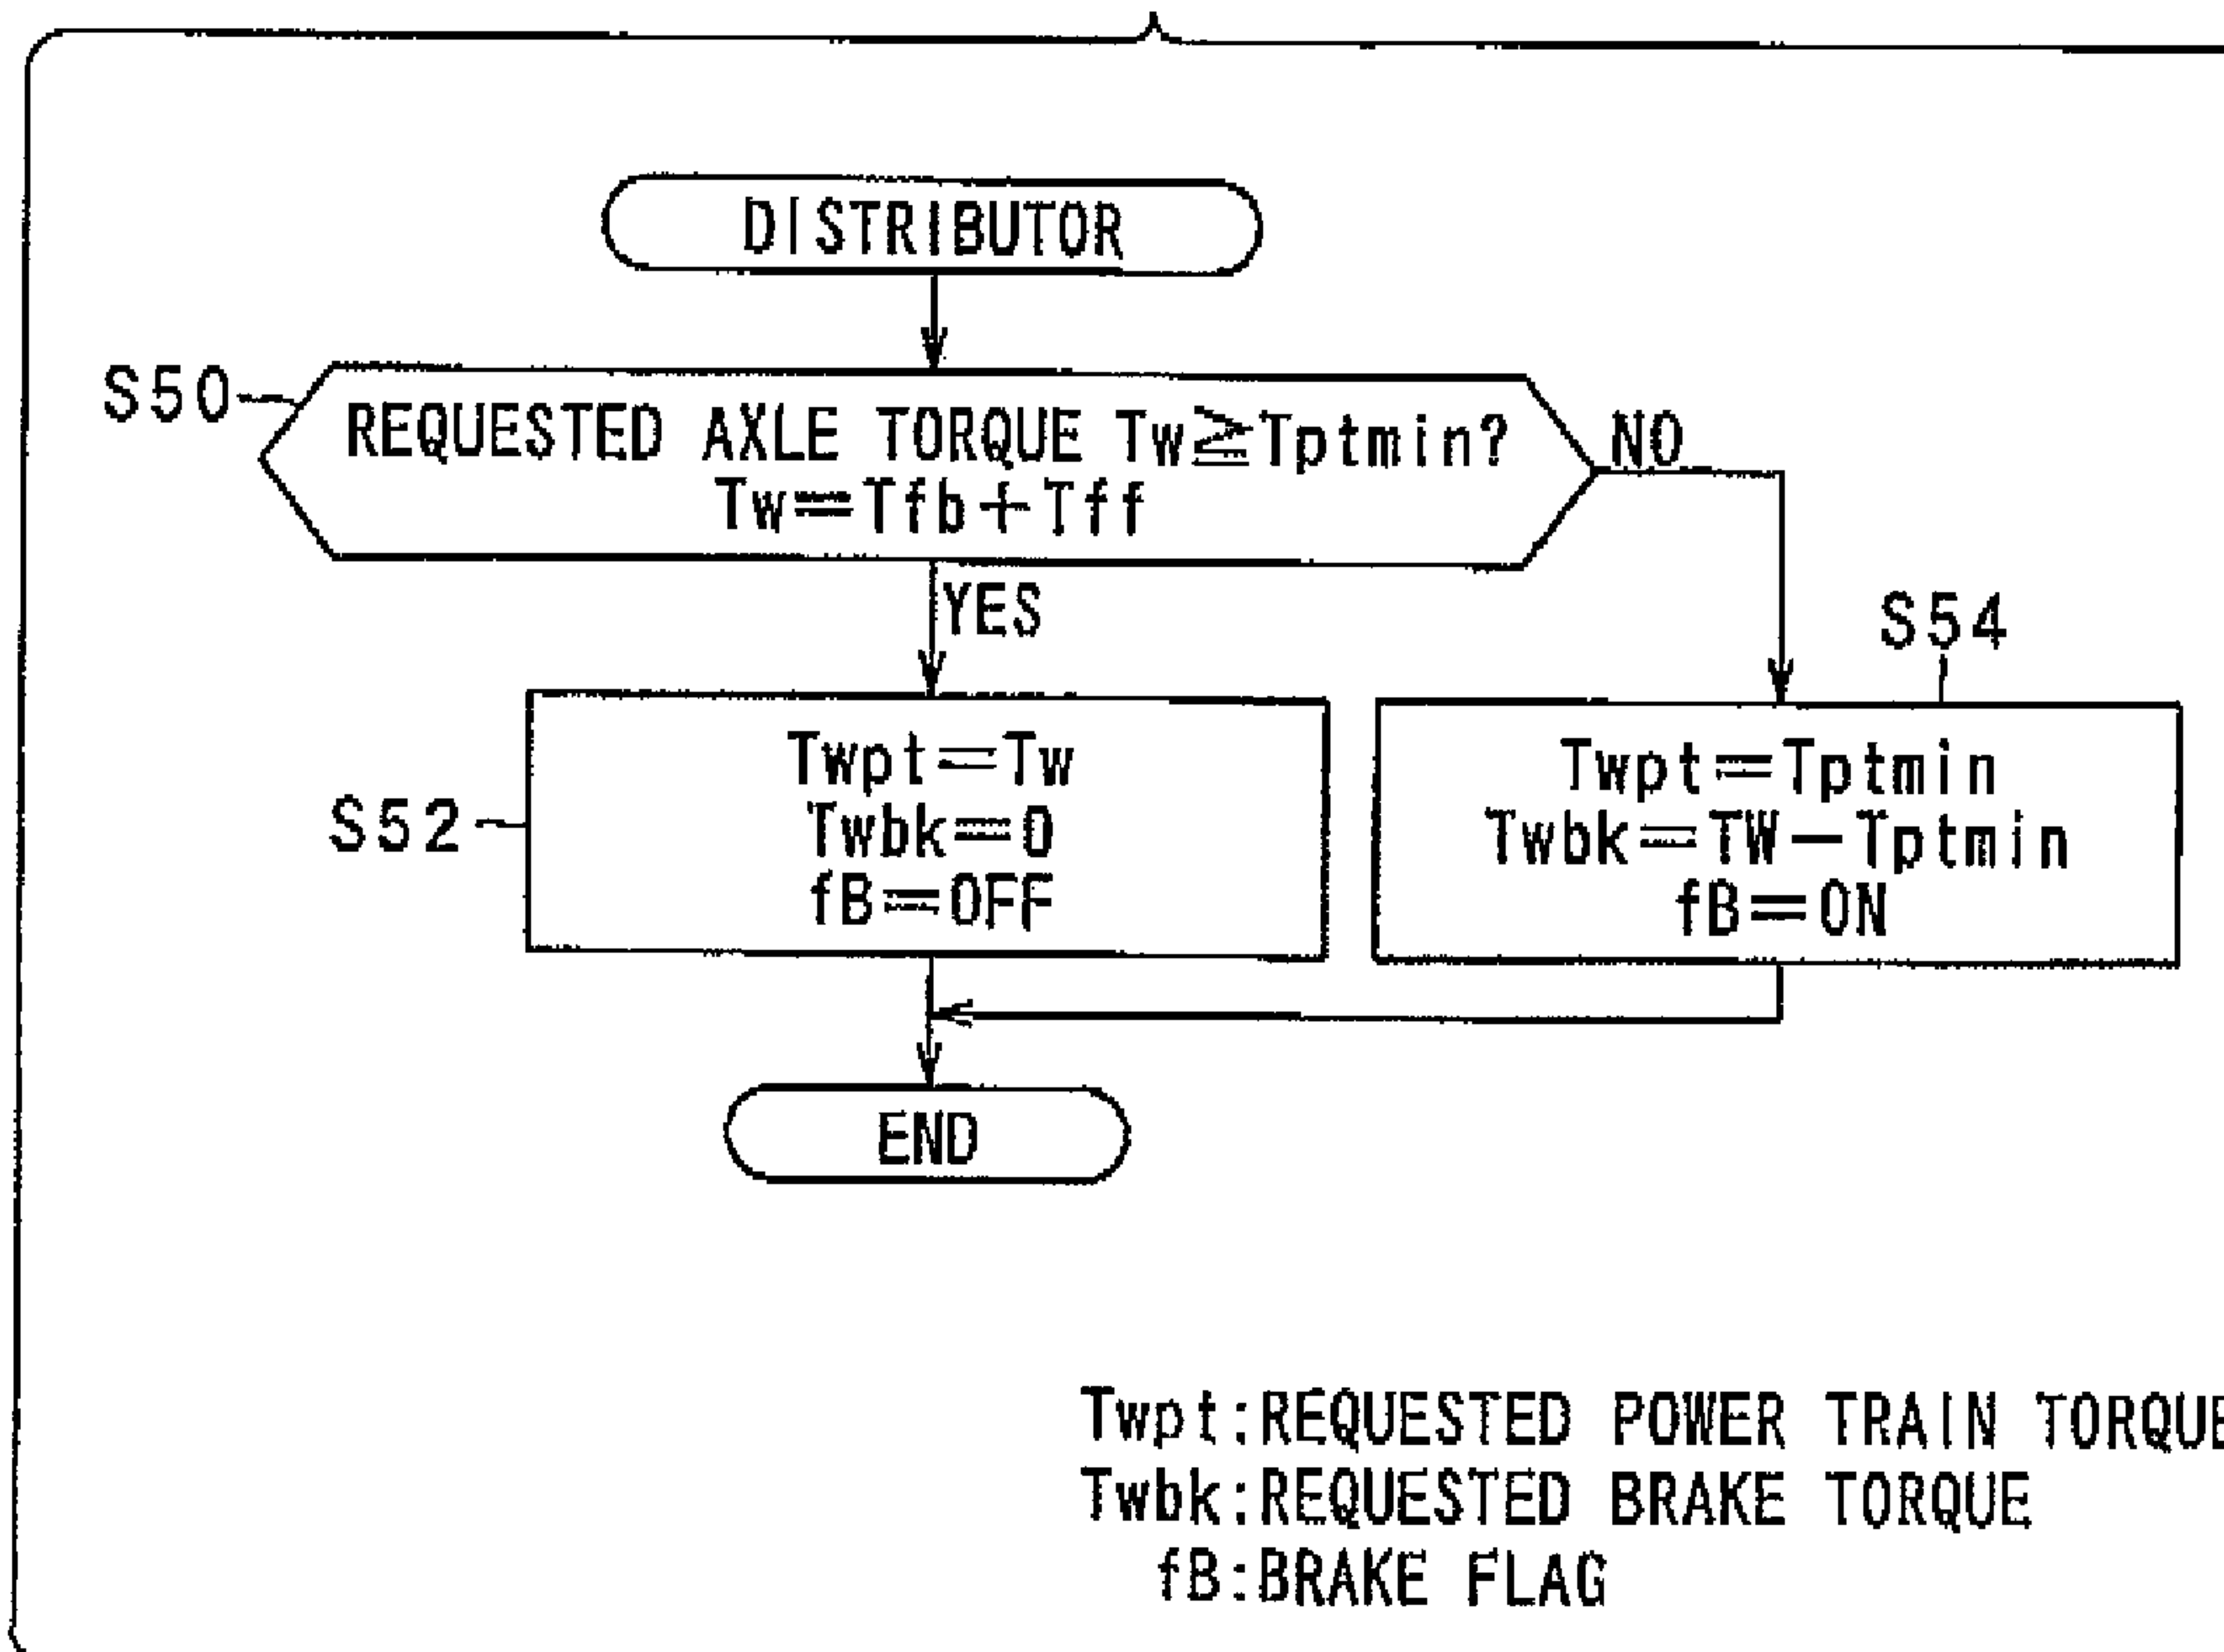 DISTRIBUTOR
S50
REQUESTED AXLE TORQUE Tw≧Tptmin?
Tw=Tfb+Tff
NO
YES
S54
S52
Twpt=Tw
Twbk=0
fB=OFF
Twpt=Tptmin
Twbk=TW-Tptmin
fB=ON
END
Twpt:REQUESTED POWER TRAIN TORQUE
Twbk:REQUESTED BRAKE TORQUE
fB:BRAKE FLAG